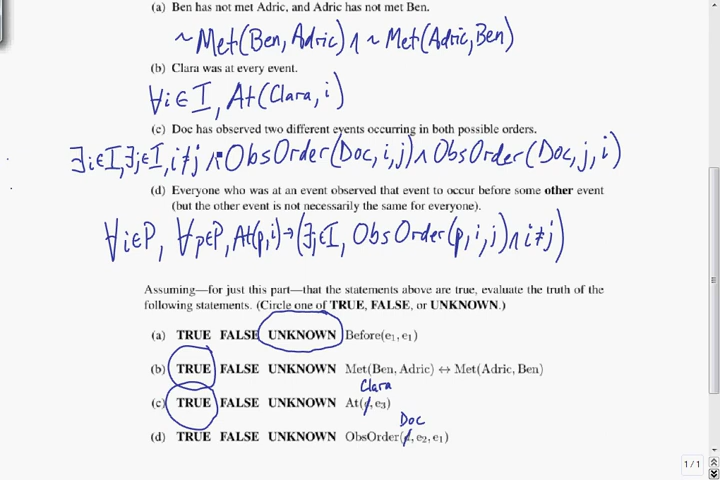 (a) Ben has not met Adric, and Adric has not met Ben.
~Met(Ben, Adric) ∧ ~Met(Adric, Ben)
(b) Clara was at every event.
∀i∈I, At(Clara, i)
(c) Doc has observed two different events occurring in both possible orders.
∃i∈I,∃j∈I, i≠j ∧ ObsOrder(Doc, i, j) ∧ ObsOrder(Doc, j, i)
(d) Everyone who was at an event observed that event to occur before some other event
(but the other event is not necessarily the same for everyone).
∀i∈P, ∀p∈P, At(p,i)→(∃j∈I, ObsOrder(p, i, j) ∧ i≠j)
Assuming—for just this part—that the statements above are true, evaluate the truth of the
following statements. (Circle one of TRUE, FALSE, or UNKNOWN.)
(a) TRUE FALSE UNKNOWN Before(e₁, e₁)
(b) TRUE FALSE UNKNOWN Met(Ben, Adric) ↔ Met(Adric, Ben)
Clara
(c) TRUE FALSE UNKNOWN At( , e₃)
Doc
(d) TRUE FALSE UNKNOWN ObsOrder( , e₂, e₁)
1/1